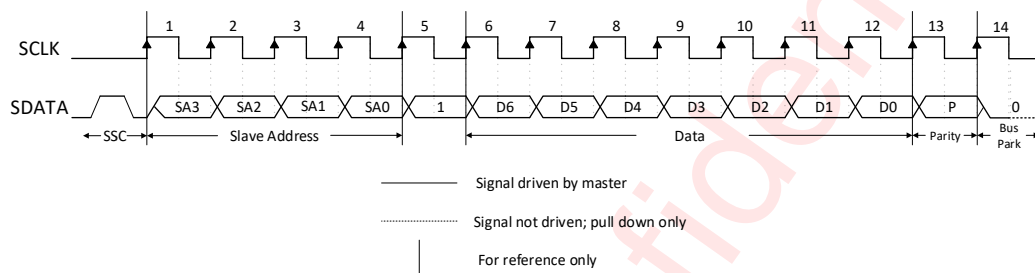 1 2 3 4 5 6 7 8 9 10 11 12 13 14
SCLK
SDATA SA3 SA2 SA1 SA0 1 D6 D5 D4 D3 D2 D1 D0 P 0
SSC Slave Address Data Parity Bus
Park
Signal driven by master
Signal not driven; pull down only
For reference only